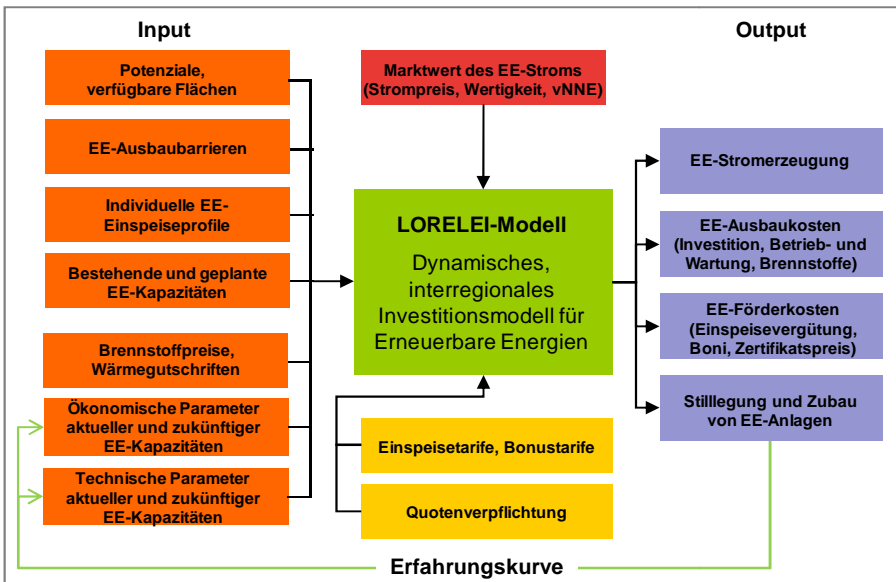 Input
Potenziale,
verfügbare Flächen
EE-Ausbaubarrieren
Individuelle EE-
Einspeiseprofile
Bestehende und geplante
EE-Kapazitäten
Brennstoffpreise,
Wärmegutschriften
Ökonomische Parameter
aktueller und zukünftiger
EE-Kapazitäten
Technische Parameter
aktueller und zukünftiger
EE-Kapazitäten
Marktwert des EE-Stroms
(Strompreis, Wertigkeit, vNNE)
LORELEI-Modell
Dynamisches,
interregionales
Investitionsmodell für
Erneuerbare Energien
Einspeisetarife, Bonustarife
Quotenverpflichtung
Output
EE-Stromerzeugung
EE-Ausbaukosten
(Investition, Betrieb- und
Wartung, Brennstoffe)
EE-Förderkosten
(Einspeisevergütung,
Boni, Zertifikatspreis)
Stilllegung und Zubau
von EE-Anlagen
Erfahrungskurve